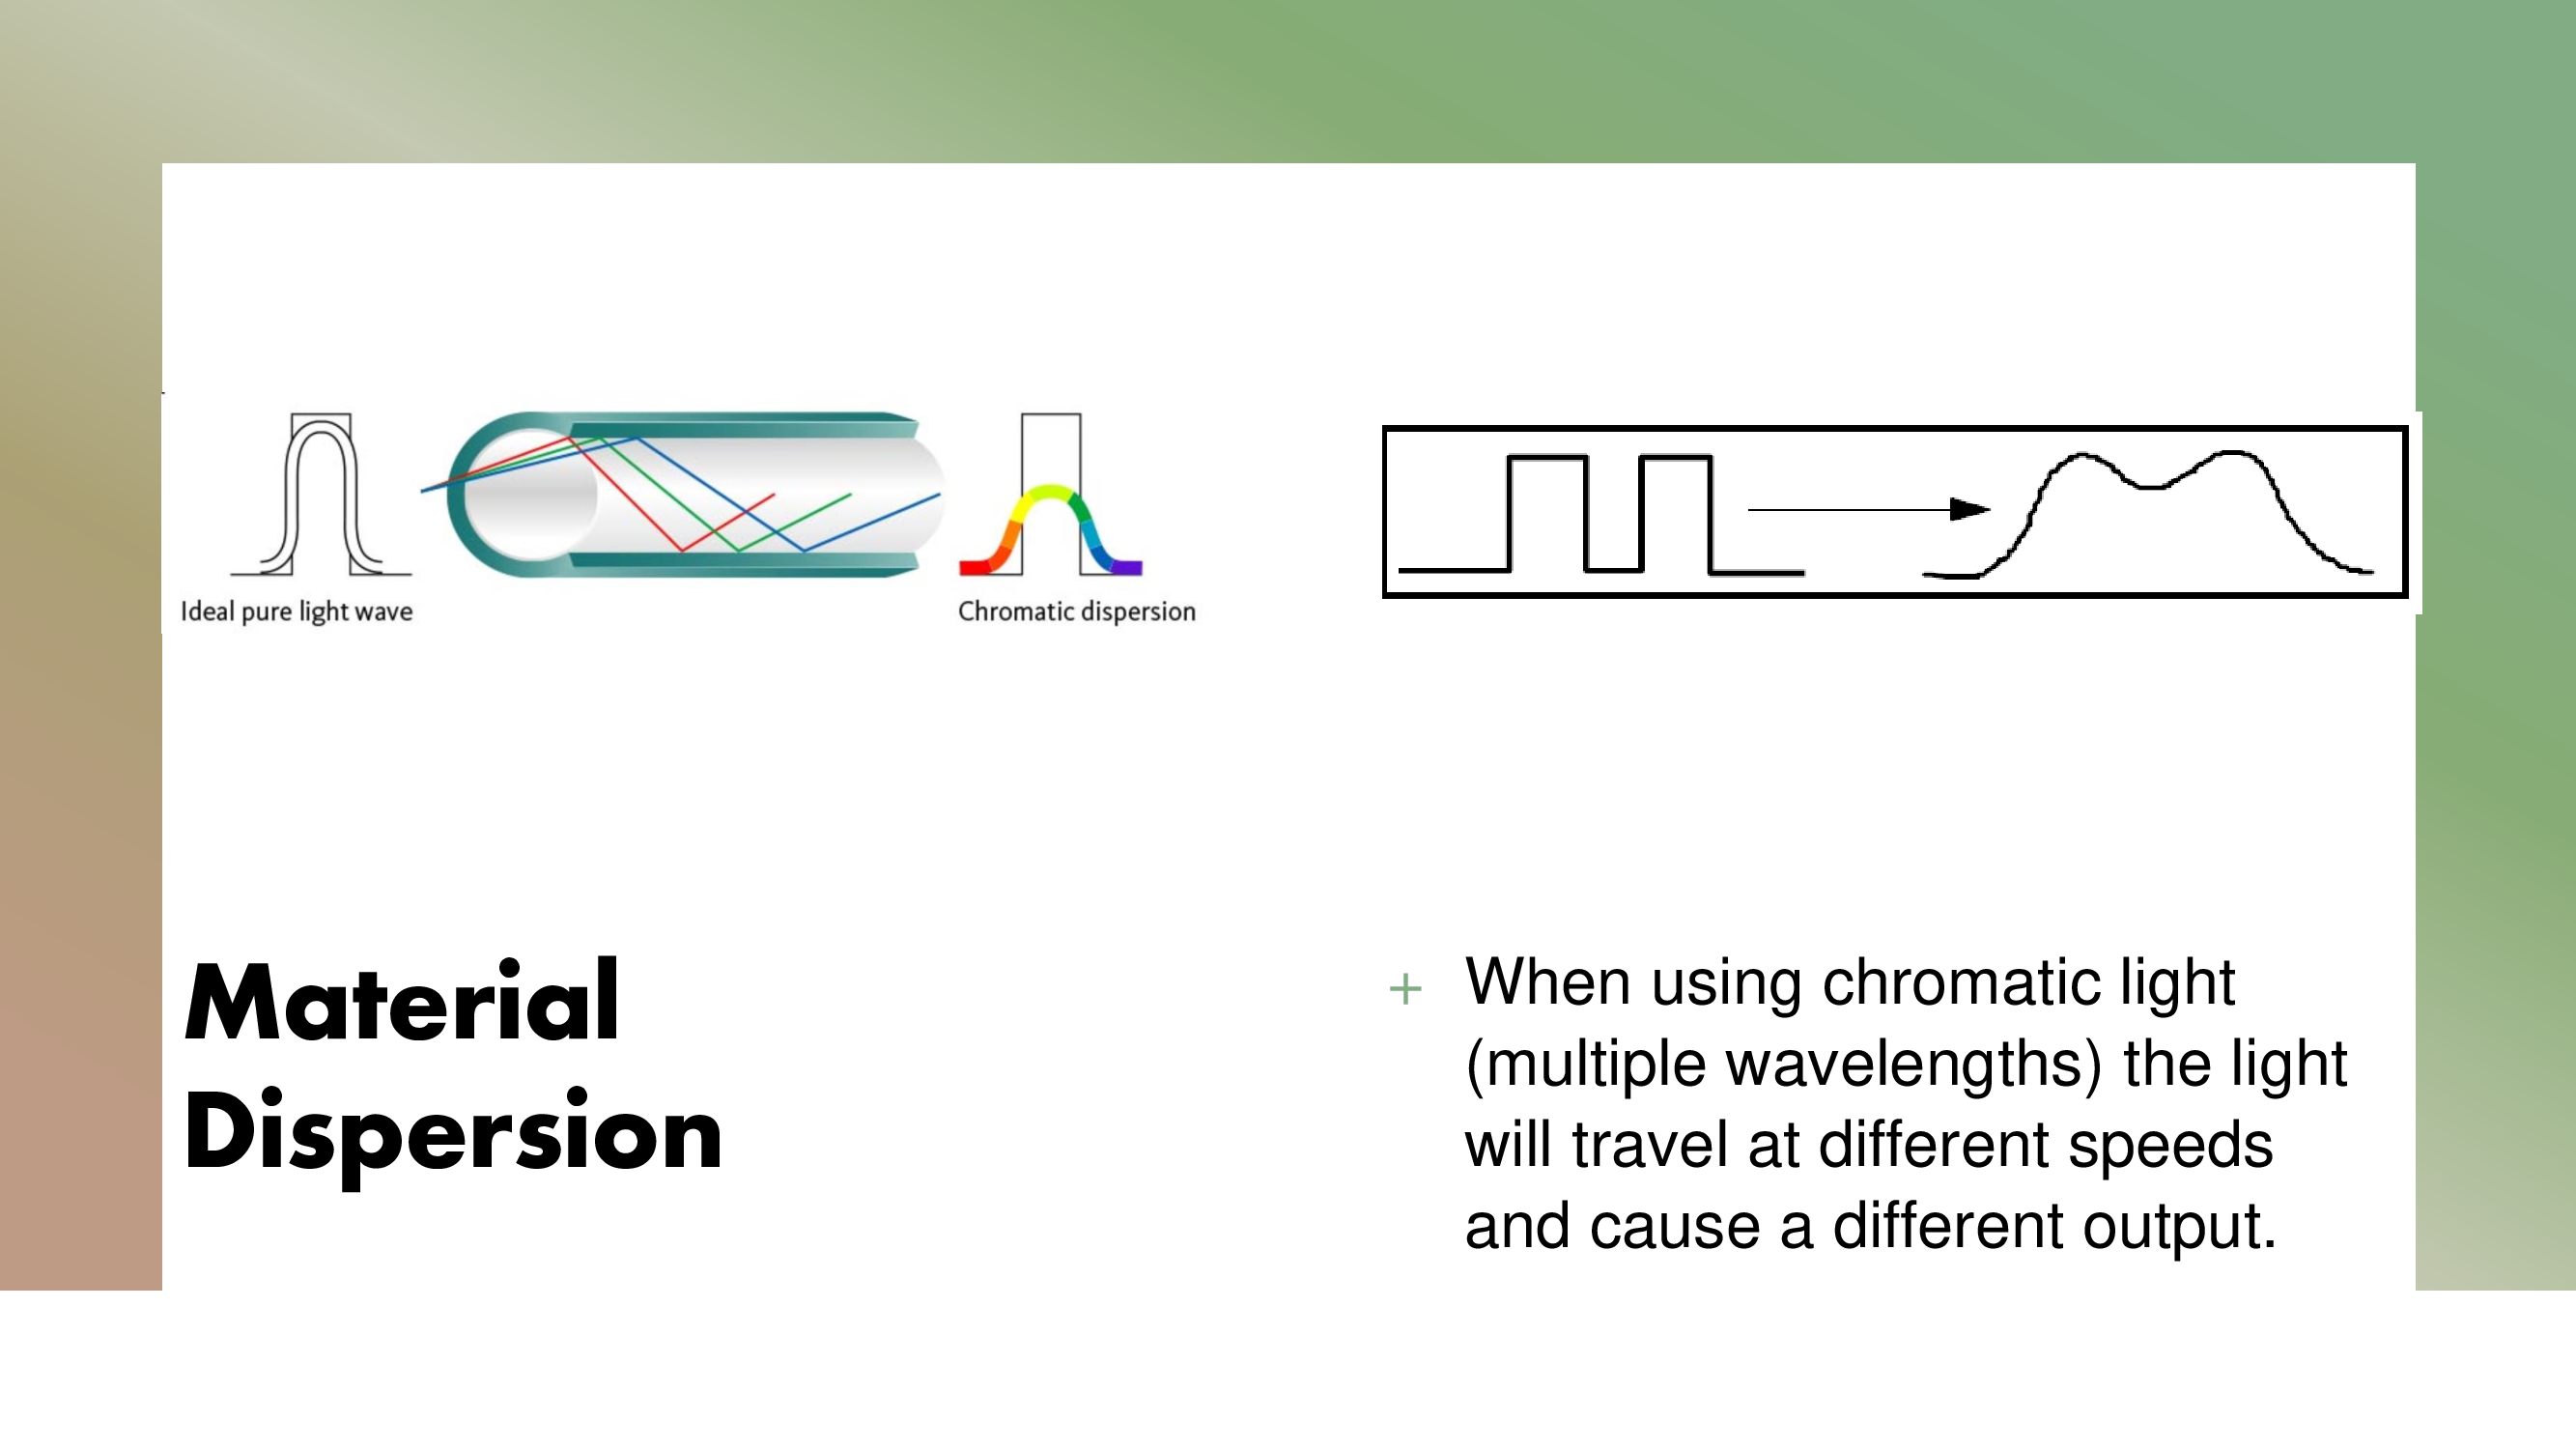 Ideal pure light wave
Chromatic dispersion
Material
Dispersion
+ When using chromatic light
(multiple wavelengths) the light
will travel at different speeds
and cause a different output.